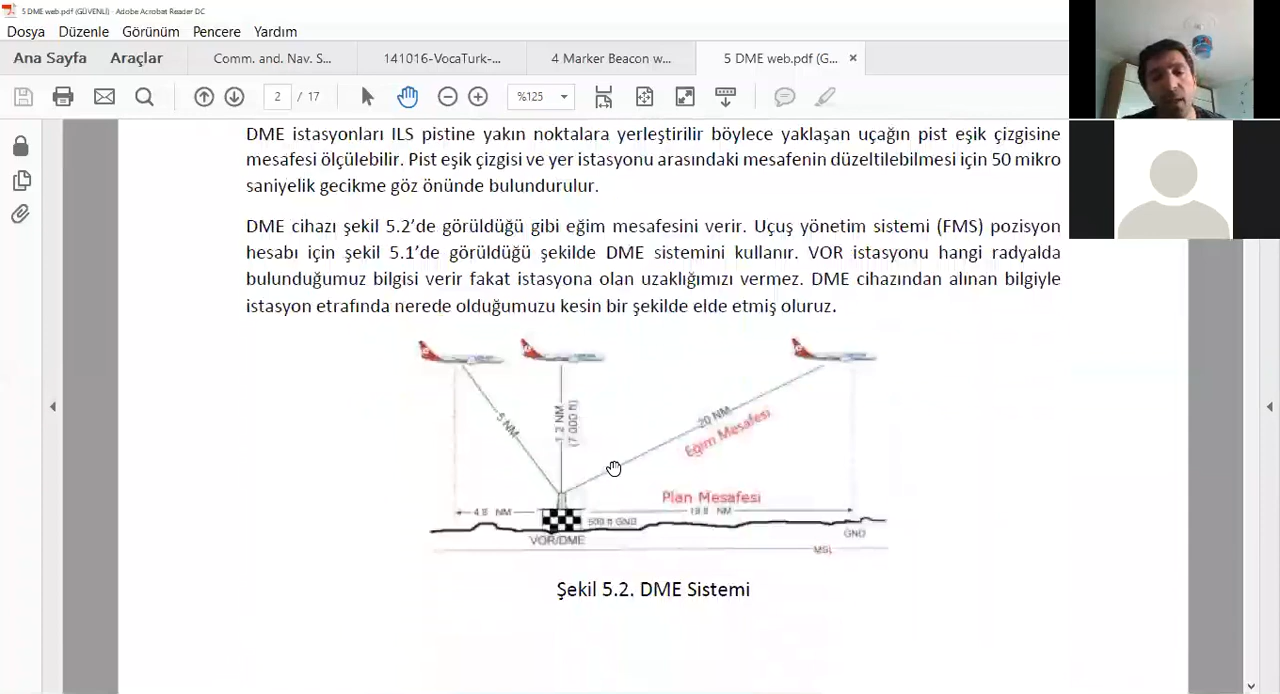 5 DME web.pdf (GÜVENLİ) - Adobe Acrobat Reader DC
Dosya Düzenle Görünüm Pencere Yardım
Ana Sayfa Araçlar Comm. and. Nav. S... 141016-VocaTurk-... 4 Marker Beacon w... 5 DME web.pdf (G... ×
2 / 17 %125
DME istasyonları ILS pistine yakın noktalara yerleştirilir böylece yaklaşan uçağın pist eşik çizgisine
mesafesi ölçülebilir. Pist eşik çizgisi ve yer istasyonu arasındaki mesafenin düzeltilebilmesi için 50 mikro
saniyelik gecikme göz önünde bulundurulur.
DME cihazı şekil 5.2’de görüldüğü gibi eğim mesafesini verir. Uçuş yönetim sistemi (FMS) pozisyon
hesabı için şekil 5.1’de görüldüğü şekilde DME sistemini kullanır. VOR istasyonu hangi radyalda
bulunduğumuz bilgisi verir fakat istasyona olan uzaklığımızı vermez. DME cihazından alınan bilgiyle
istasyon etrafında nerede olduğumuzu kesin bir şekilde elde etmiş oluruz.
5 NM
1.2 NM
(7 000 ft)
20 NM
Eğim Mesafesi
Plan Mesafesi
4.8 NM
500 ft GND
19.8 NM
VOR/DME
GND
MSL
Şekil 5.2. DME Sistemi